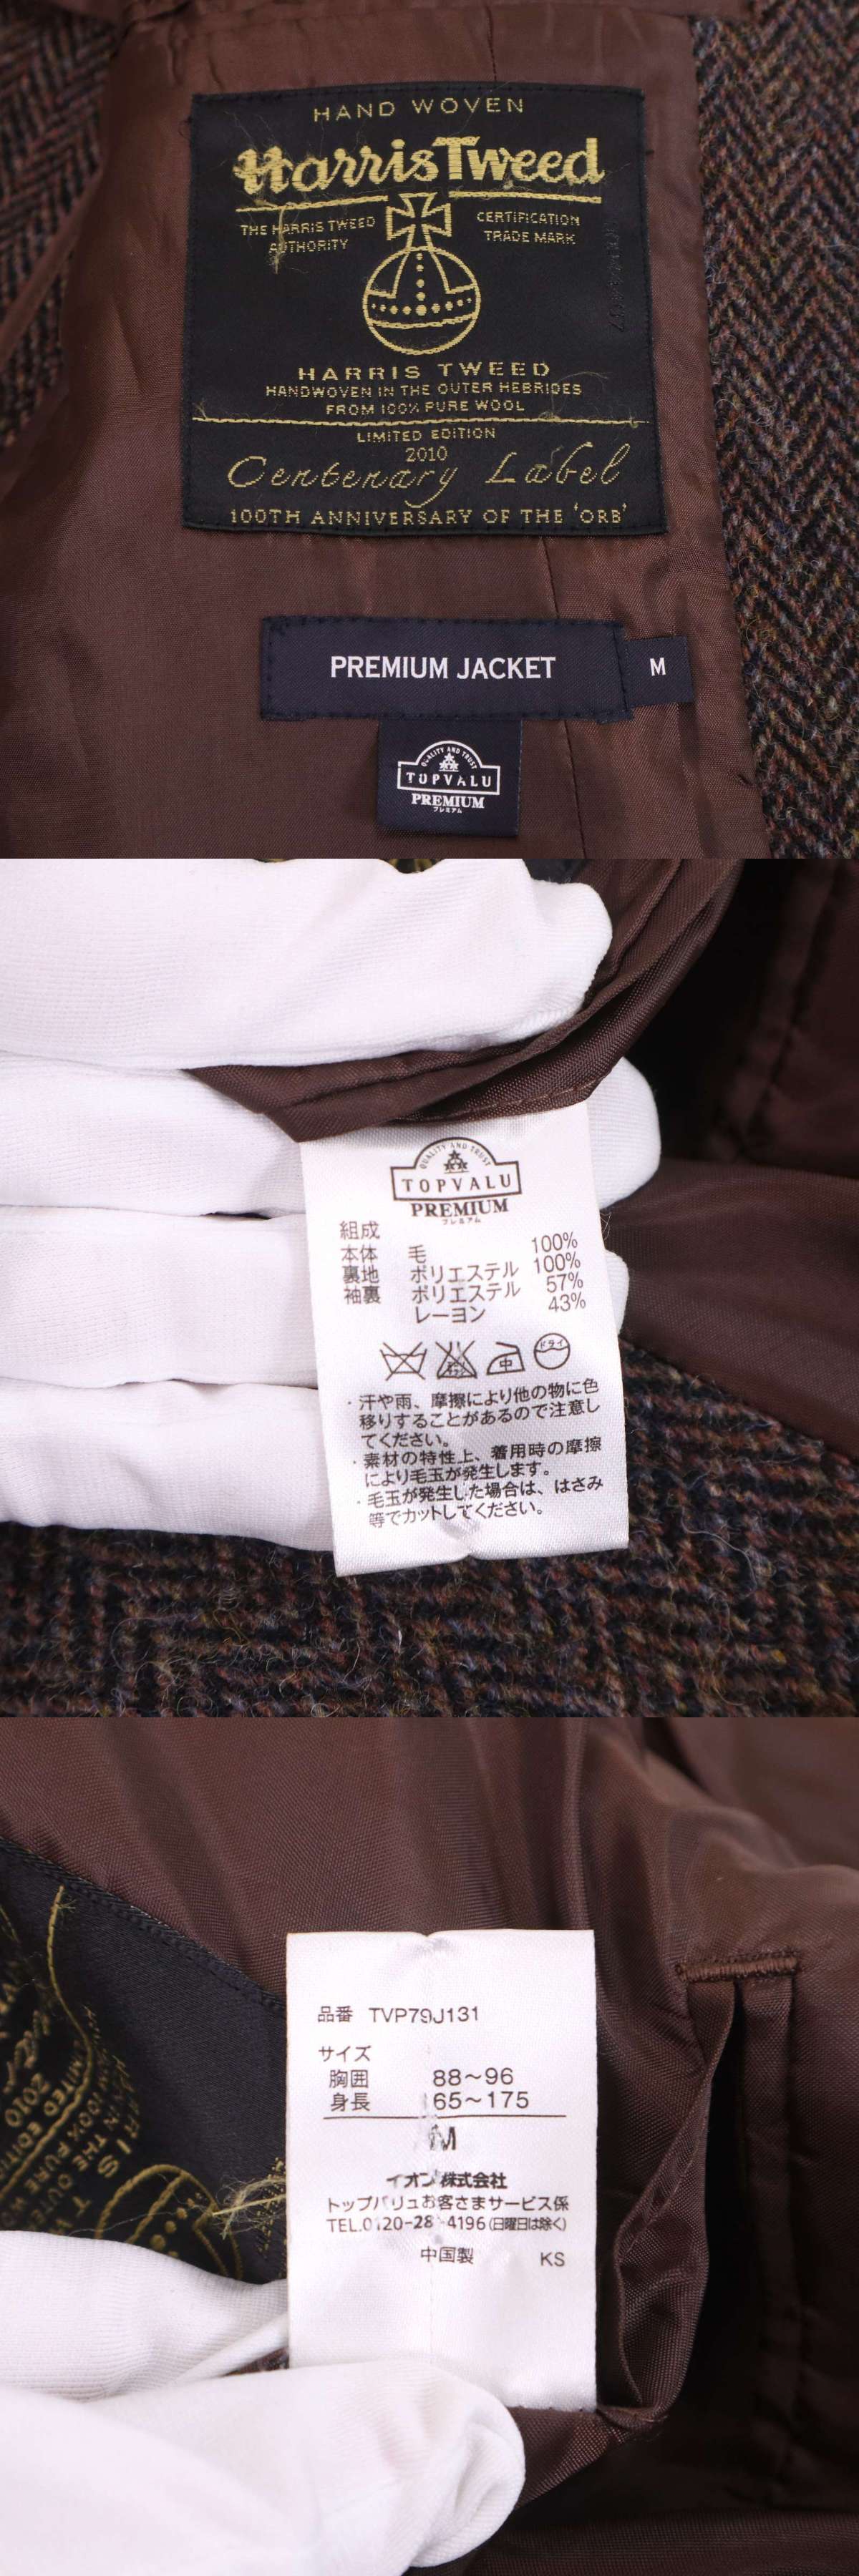 HAND WOVEN
Harris Tweed
THE HARRIS TWEED AUTHORITY
CERTIFICATION TRADE MARK
HARRIS TWEED
HANDWOVEN IN THE OUTER HEBRIDES
FROM 100% PURE WOOL
LIMITED EDITION
2010
Centenary Label
100TH ANNIVERSARY OF THE 'ORB'
PREMIUM JACKET
M
QUALITY AND TRUST
TOPVALU
PREMIUM
プレミアム
QUALITY AND TRUST
TOPVALU
PREMIUM
プレミアム
組成
本体 毛 100%
裏地 ポリエステル 100%
袖裏 ポリエステル 57%
レーヨン 43%
中 ドライ
・汗や雨、摩擦により他の物に色
移りすることがあるので注意し
てください。
・素材の特性上、着用時の摩擦
により毛玉が発生します。
・毛玉が発生した場合は、はさみ
等でカットしてください。
品番 TVP79J131
サイズ
胸囲 88~96
身長 165~175
M
イオン株式会社
トップバリュお客さまサービス係
TEL.0120-28-4196(日曜日は除く)
中国製 KS